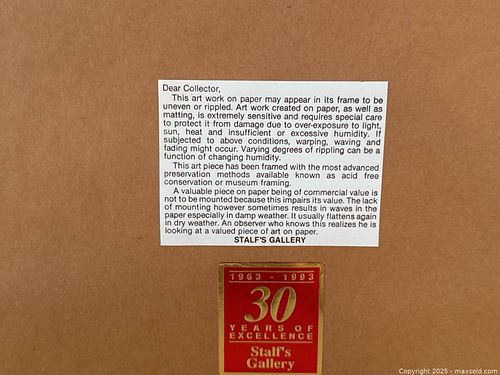 Dear Collector,
This art work on paper may appear in its frame to be
uneven or rippled. Art work created on paper, as well as
matting, is extremely sensitive and requires special care
to protect it from damage due to over-exposure to light,
sun, heat and insufficient or excessive humidity. If
subjected to above conditions, warping, waving and
fading might occur. Varying degrees of rippling can be a
function of changing humidity.
This art piece has been framed with the most advanced
preservation methods available known as acid free
conservation or museum framing.
A valuable piece on paper being of commercial value is
not to be mounted because this impairs its value. The lack
of mounting however sometimes results in waves in the
paper especially in damp weather. It usually flattens again
in dry weather. An observer who knows this realizes he is
looking at a valued piece of art on paper.
STALF'S GALLERY
1963 - 1993
30
YEARS OF
EXCELLENCE
Stalf's
Gallery
Copyright 2025 - maxsold.com